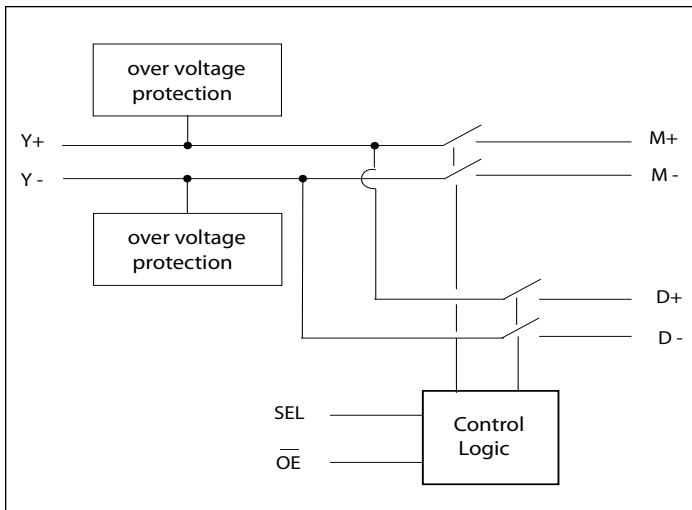 over voltage
protection
Y+
M+
Y -
M -
over voltage
protection
D+
D -
SEL
Control
Logic
OE